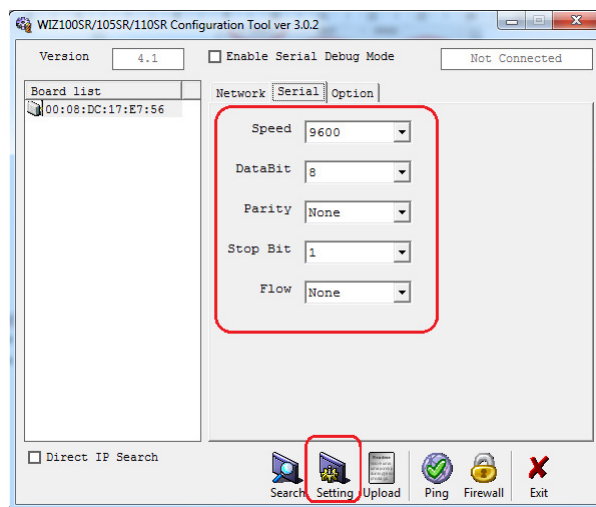 WIZ100SR/105SR/110SR Configuration Tool ver 3.0.2
Version 4.1 Enable Serial Debug Mode Not Connected
Board list
00:08:DC:17:E7:56
Network Serial Option
Speed 9600
DataBit 8
Parity None
Stop Bit 1
Flow None
Direct IP Search
Search Setting Upload Ping Firewall Exit